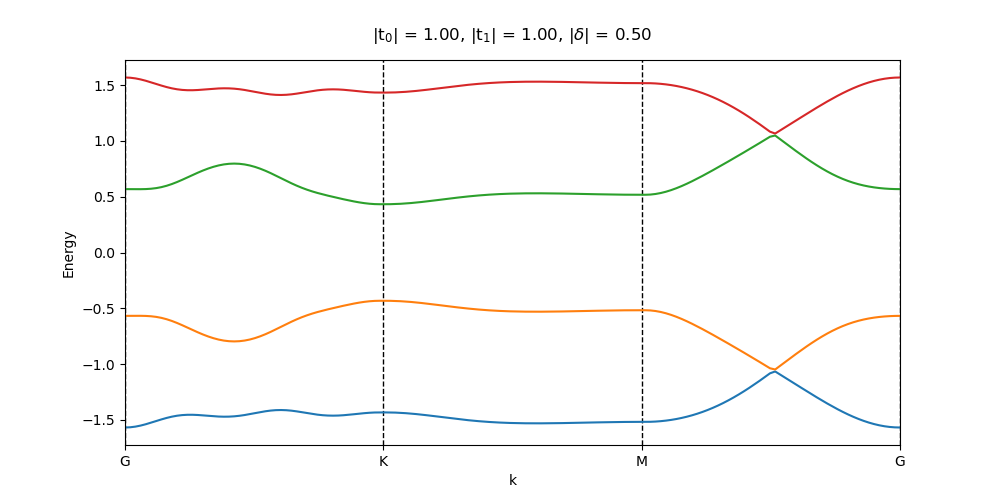 |t₀| = 1.00, |t₁| = 1.00, |δ| = 0.50
1.5
1.0
0.5
0.0
−0.5
−1.0
−1.5
Energy
G K M G
k